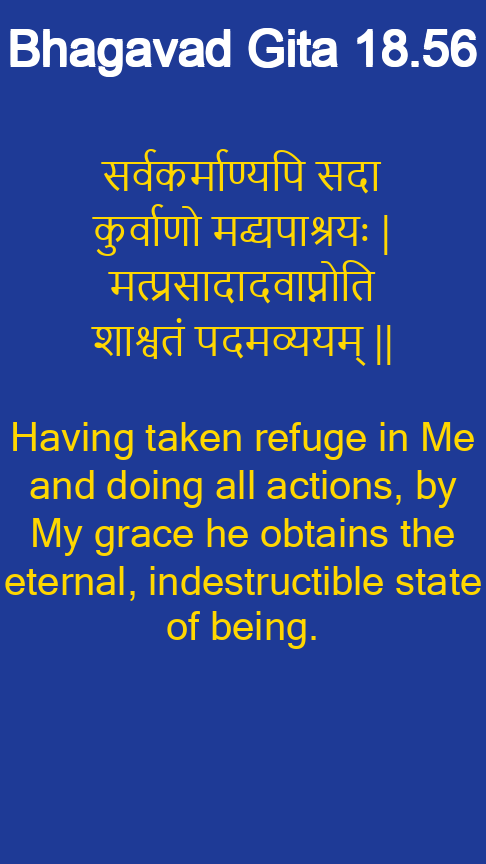 Bhagavad Gita 18.56
सर्वकर्माण्यपि सदा
कुर्वाणो मद्व्यपाश्रयः |
मत्प्रसादादवाप्नोति
शाश्वतं पदमव्ययम् ||
Having taken refuge in Me
and doing all actions, by
My grace he obtains the
eternal, indestructible state
of being.